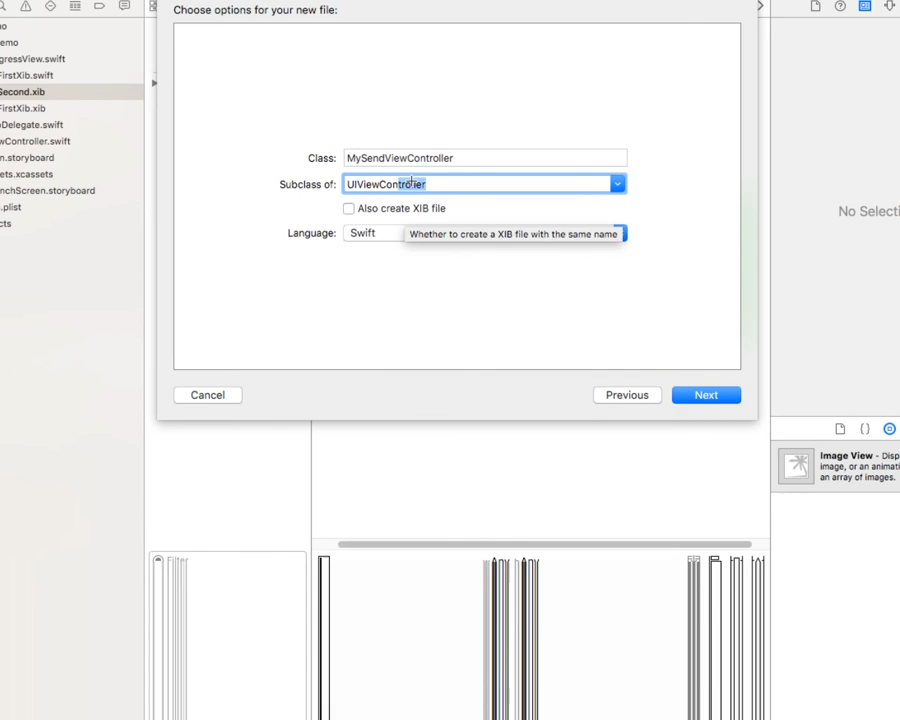 Choose options for your new file:
no
emo
gressView.swift
FirstXib.swift
Second.xib
FirstXib.xib
Delegate.swift
wController.swift
n.storyboard
ets.xcassets
nchScreen.storyboard
.plist
cts
Class: MySendViewController
Subclass of: UIViewController
Also create XIB file
Language: Swift
Whether to create a XIB file with the same name
No Selecti
Cancel
Previous
Next
{ }
Image View - Disp
image, or an animati
an array of images.
Filter